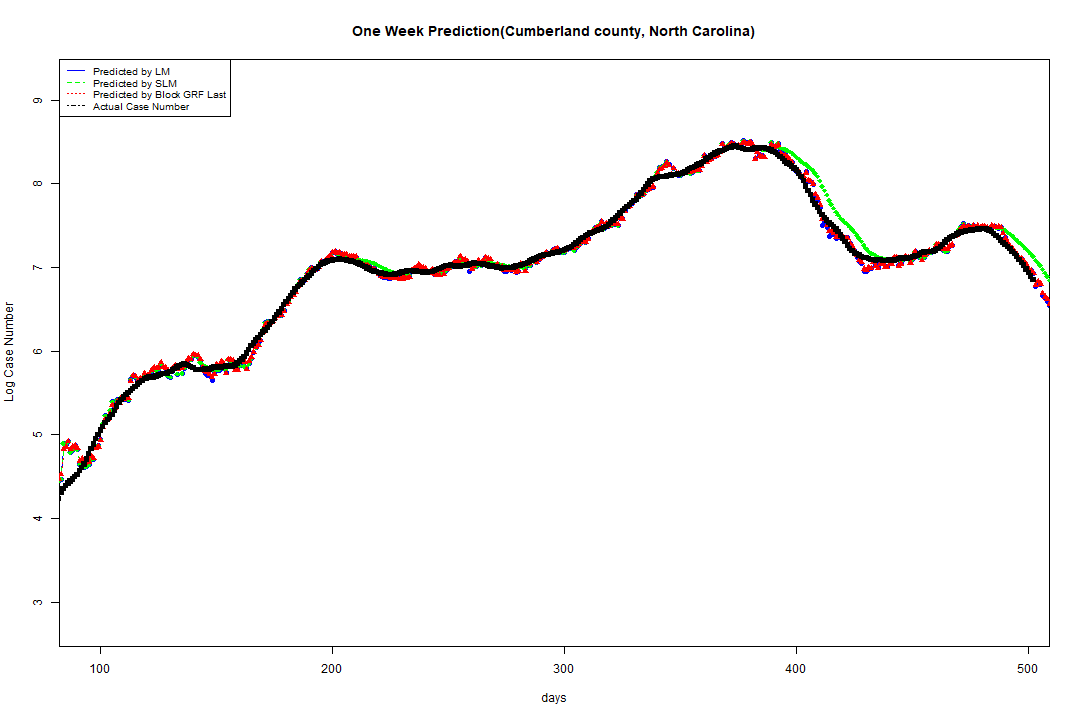 One Week Prediction(Cumberland county, North Carolina)
Predicted by LM
Predicted by SLM
Predicted by Block GRF Last
Actual Case Number
9
8
7
6
5
4
3
Log Case Number
100 200 300 400 500
days